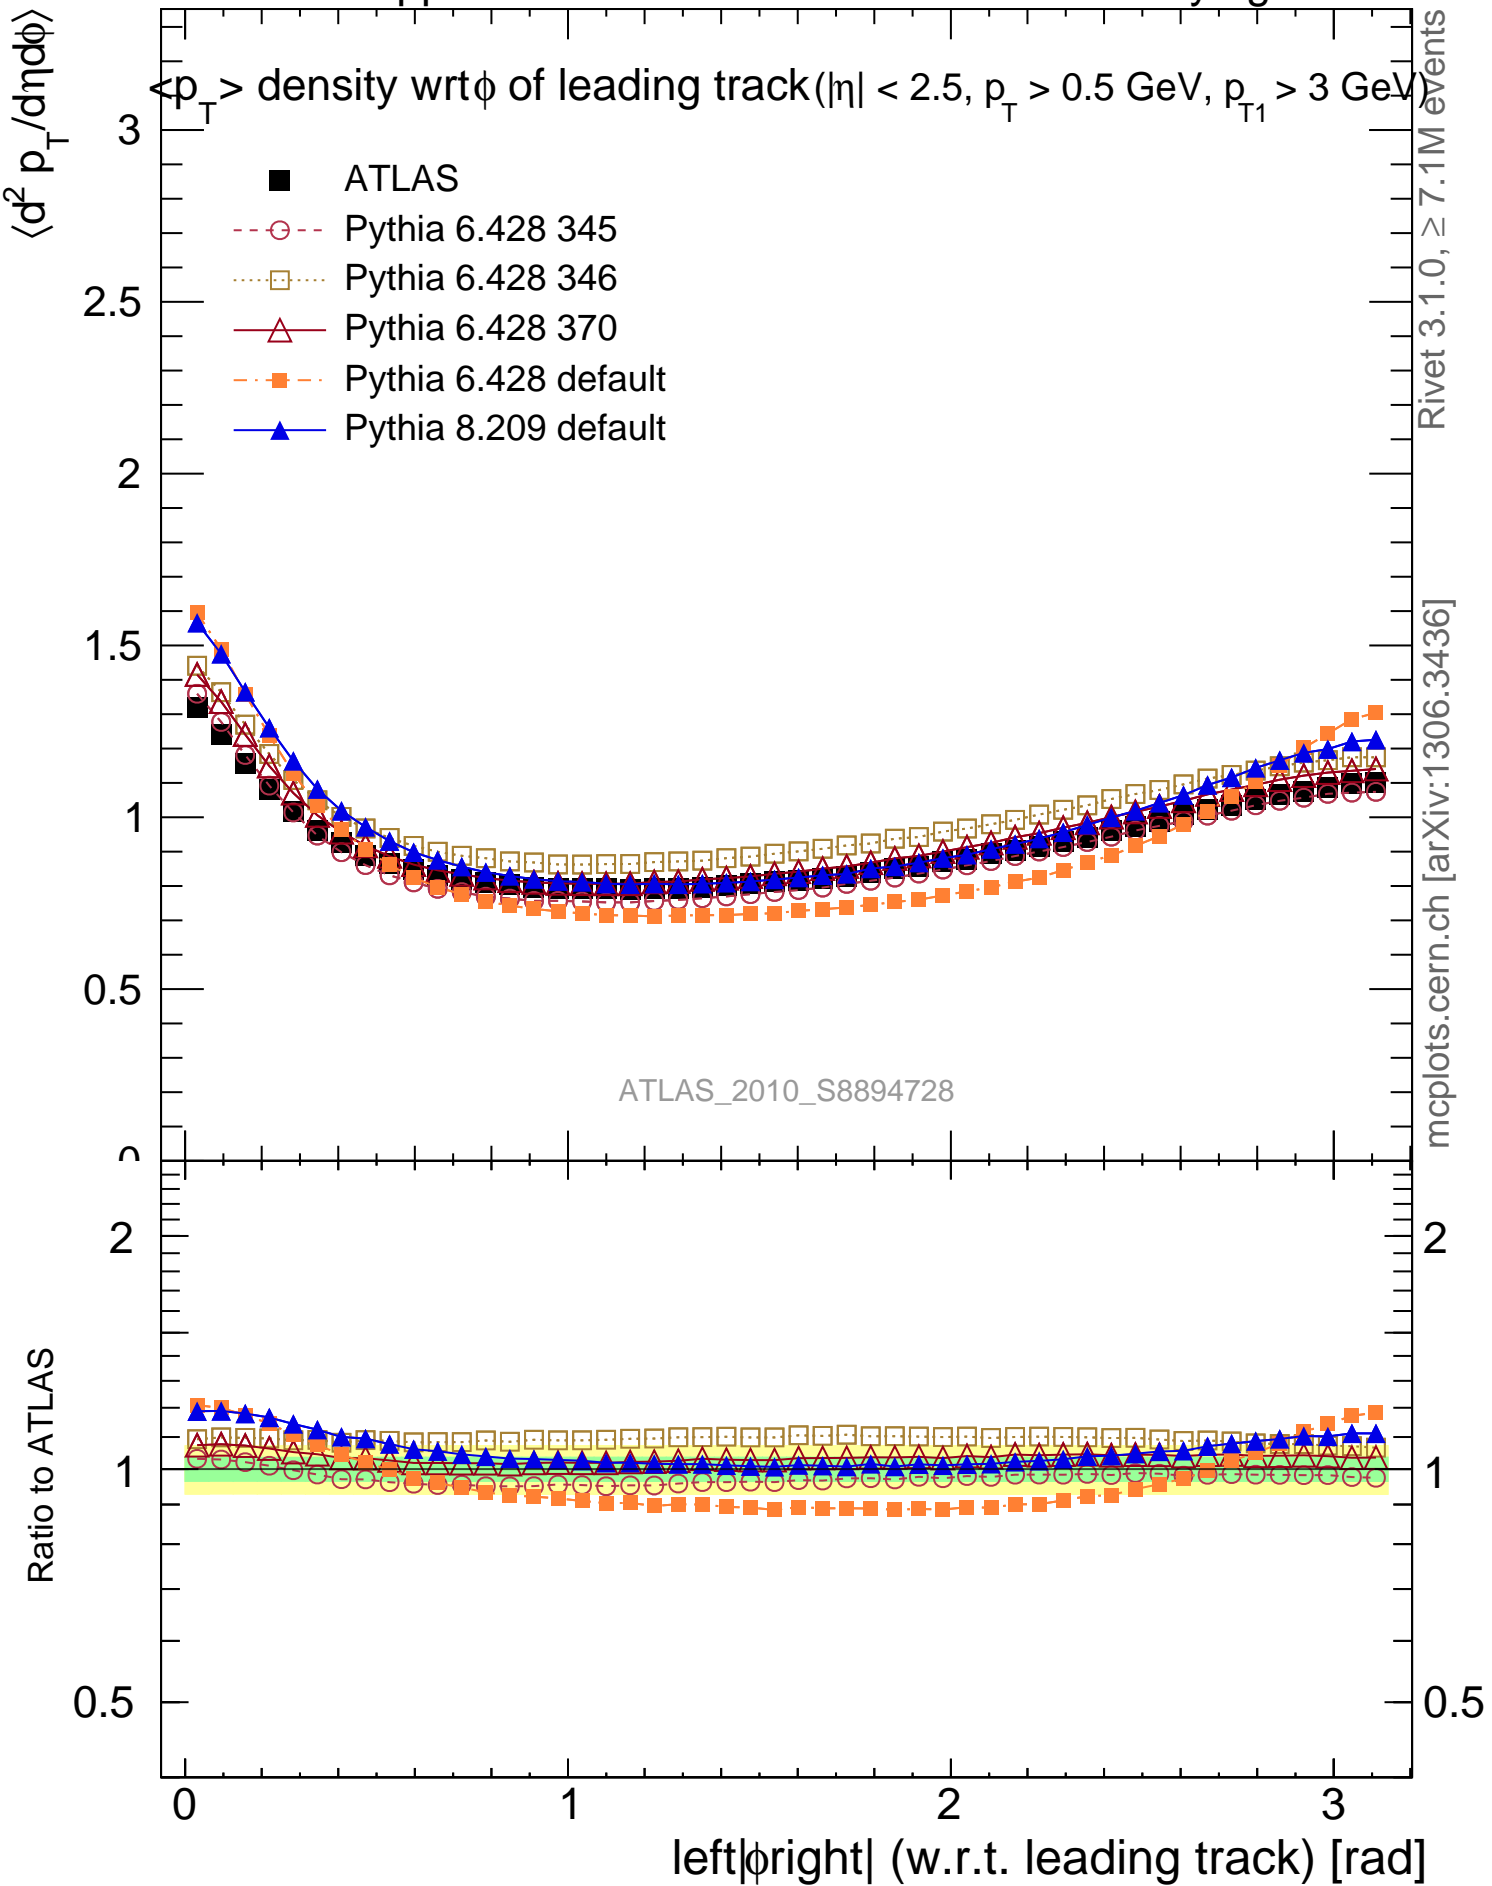 <p_T> density wrt ϕ of leading track (|η| < 2.5, p_T > 0.5 GeV, p_T1 > 3 GeV)
⟨d² p_T/dηdϕ⟩
ATLAS
Pythia 6.428 345
Pythia 6.428 346
Pythia 6.428 370
Pythia 6.428 default
Pythia 8.209 default
3
2.5
2
1.5
1
0.5
0
ATLAS_2010_S8894728
Rivet 3.1.0, ≥ 7.1M events
mcplots.cern.ch [arXiv:1306.3436]
Ratio to ATLAS
2
1
0.5
2
1
0.5
0
1
2
3
left|ϕright| (w.r.t. leading track) [rad]